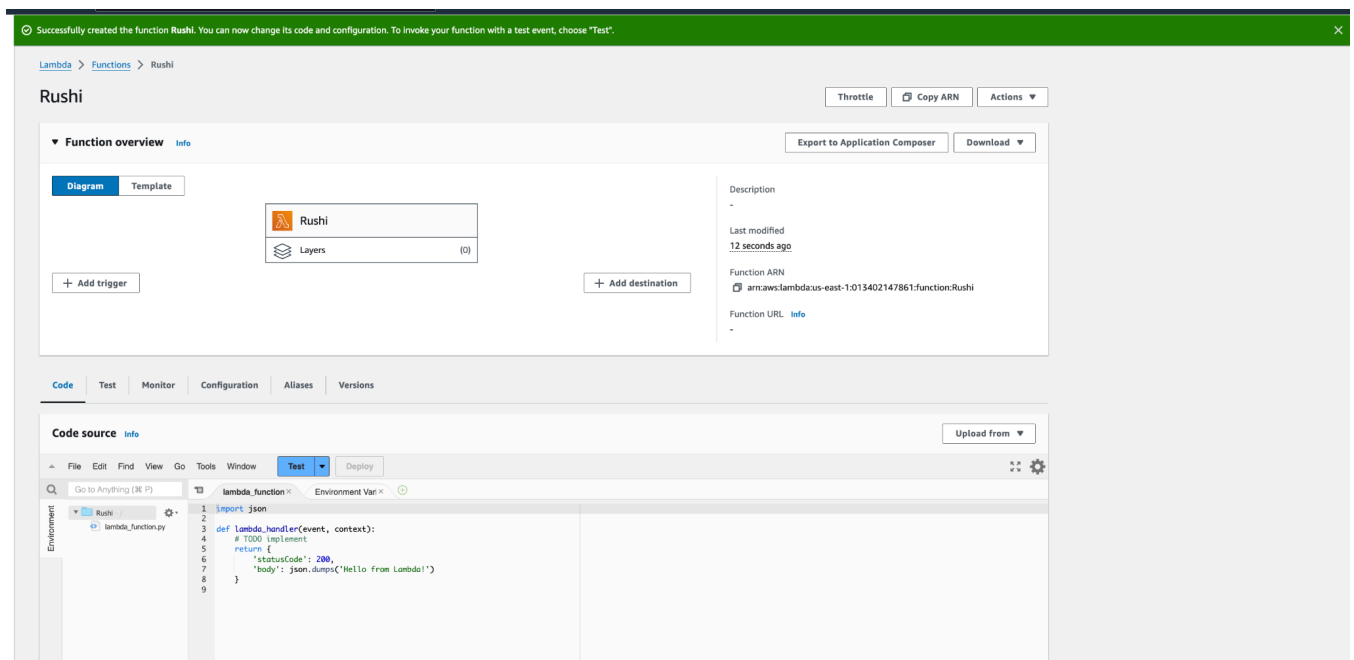 Successfully created the function Rushi. You can now change its code and configuration. To invoke your function with a test event, choose "Test".
Lambda > Functions > Rushi
Rushi
Throttle Copy ARN Actions
Function overview Info
Export to Application Composer Download
Diagram Template
Rushi
Layers (0)
+ Add trigger
+ Add destination
Description
-
Last modified
12 seconds ago
Function ARN
arn:aws:lambda:us-east-1:013402147861:function:Rushi
Function URL Info
-
Code Test Monitor Configuration Aliases Versions
Code source Info
Upload from
File Edit Find View Go Tools Window Test Deploy
Go to Anything (⌘ P)
lambda_function × Environment Vari ×
Environment
Rushi /
lambda_function.py
1 import json
2
3 def lambda_handler(event, context):
4 # TODO implement
5 return {
6 'statusCode': 200,
7 'body': json.dumps('Hello from Lambda!')
8 }
9